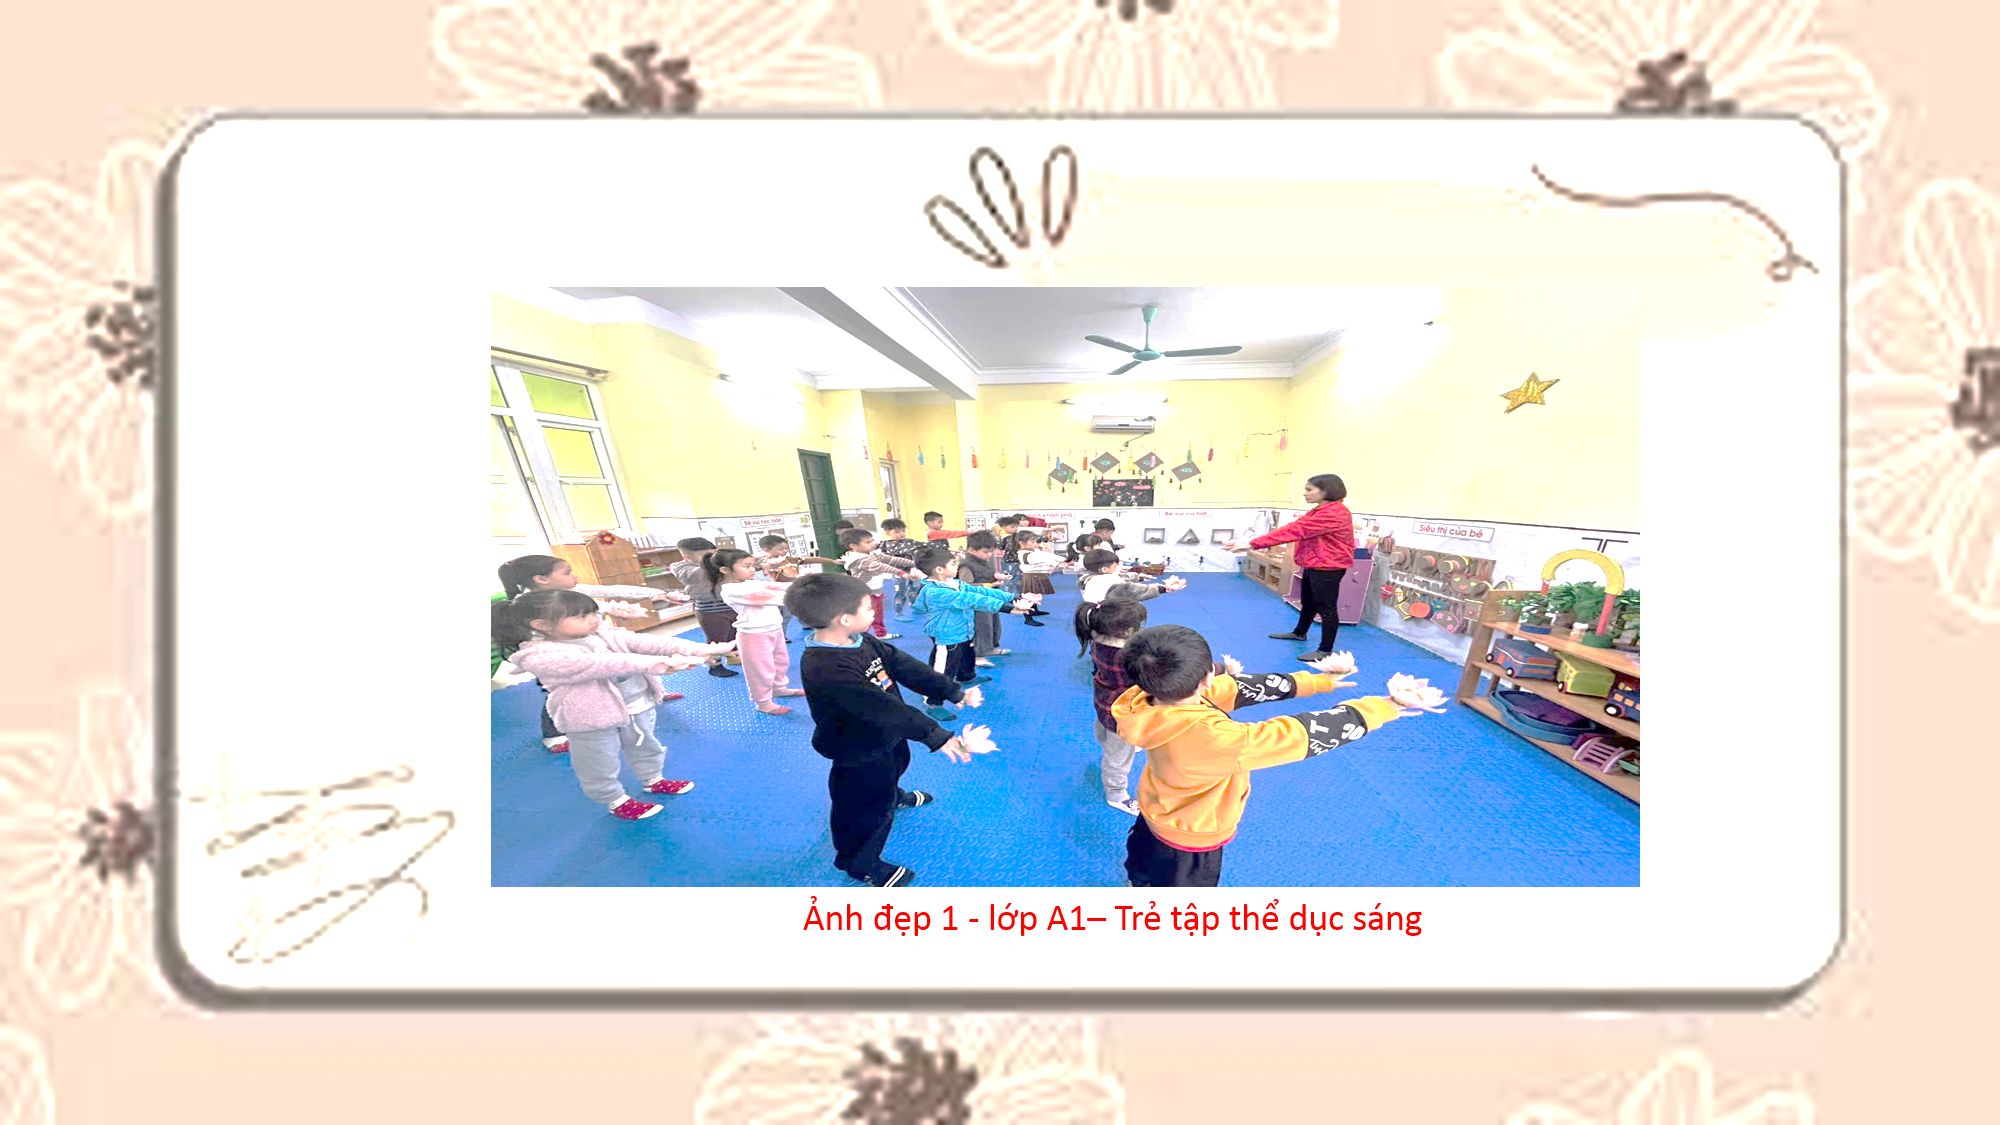 Siêu thị của bé
Ảnh đẹp 1 - lớp A1– Trẻ tập thể dục sáng